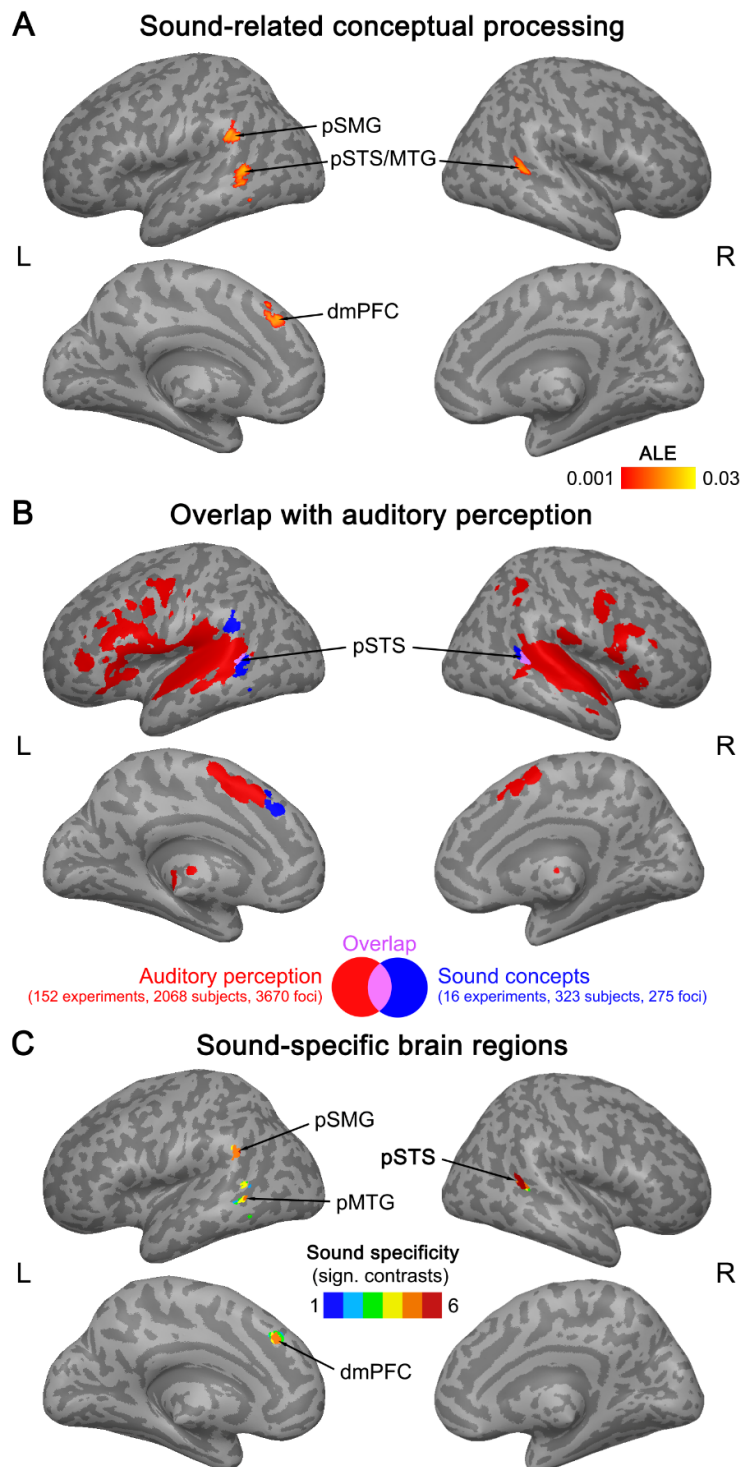 A Sound-related conceptual processing
pSMG
pSTS/MTG
L R
dmPFC
ALE
0.001 0.03
B Overlap with auditory perception
pSTS
L R
Overlap
Auditory perception Sound concepts
(152 experiments, 2068 subjects, 3670 foci) (16 experiments, 323 subjects, 275 foci)
C Sound-specific brain regions
pSMG
pSTS
pMTG
Sound specificity
L R
(sign. contrasts)
1 6
dmPFC